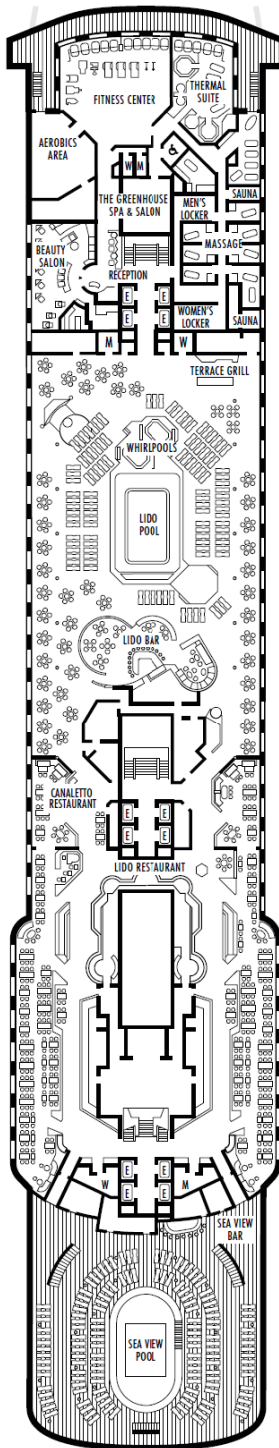 FITNESS CENTER
THERMAL
SUITE
AEROBICS
AREA
W M
THE GREENHOUSE
SPA & SALON
SAUNA
MEN'S
LOCKER
MASSAGE
BEAUTY
SALON
RECEPTION
E E
E E
WOMEN'S
LOCKER
SAUNA
M
W
TERRACE GRILL
WHIRLPOOLS
LIDO
POOL
LIDO BAR
CANALETTO
RESTAURANT
E E
E E
LIDO RESTAURANT
E E
E E
W
M
SEA VIEW
BAR
SEA VIEW
POOL